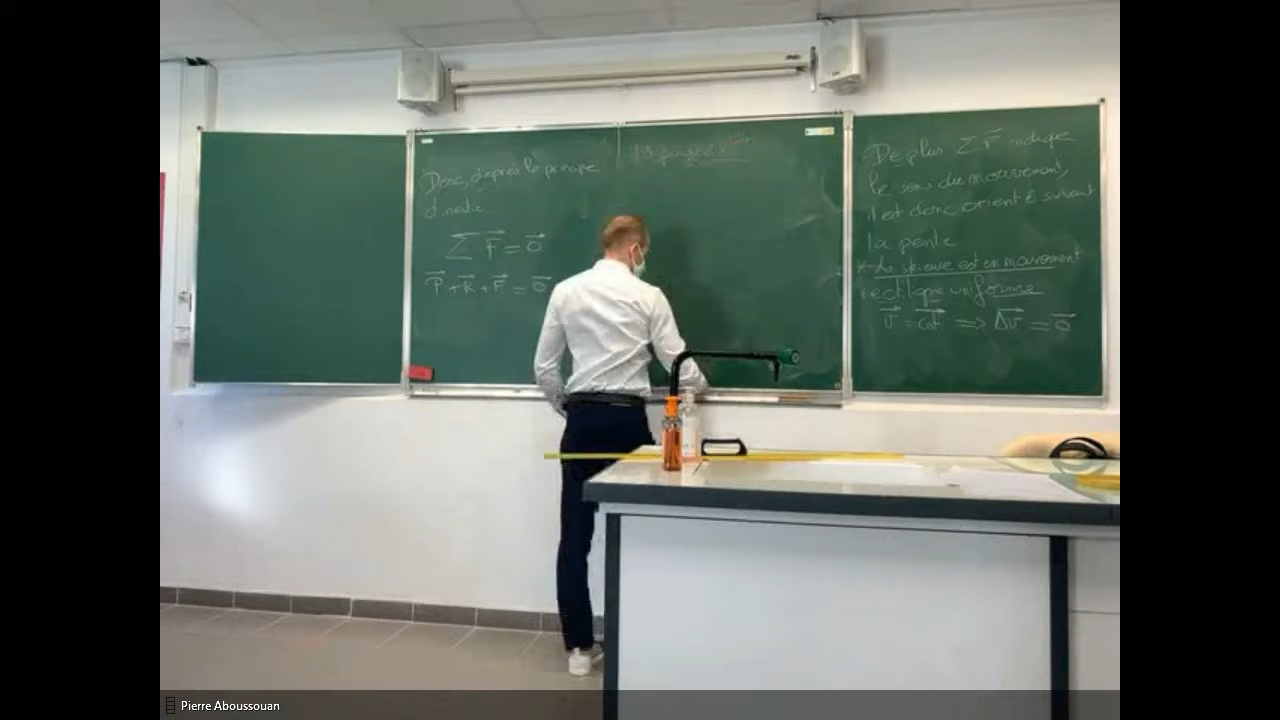 Donc, d'après le principe
d'inertie
∑F⃗ = 0⃗
P⃗ + R⃗ + F⃗ = 0⃗
De plus ∑F⃗ indique
le sens du mouvement,
il est donc orienté suivant
la pente
* La skieuse est en mouvement
rectiligne uniforme
v⃗ = cst⃗ ⟹ Δv⃗ = 0⃗
Pierre Aboussouan